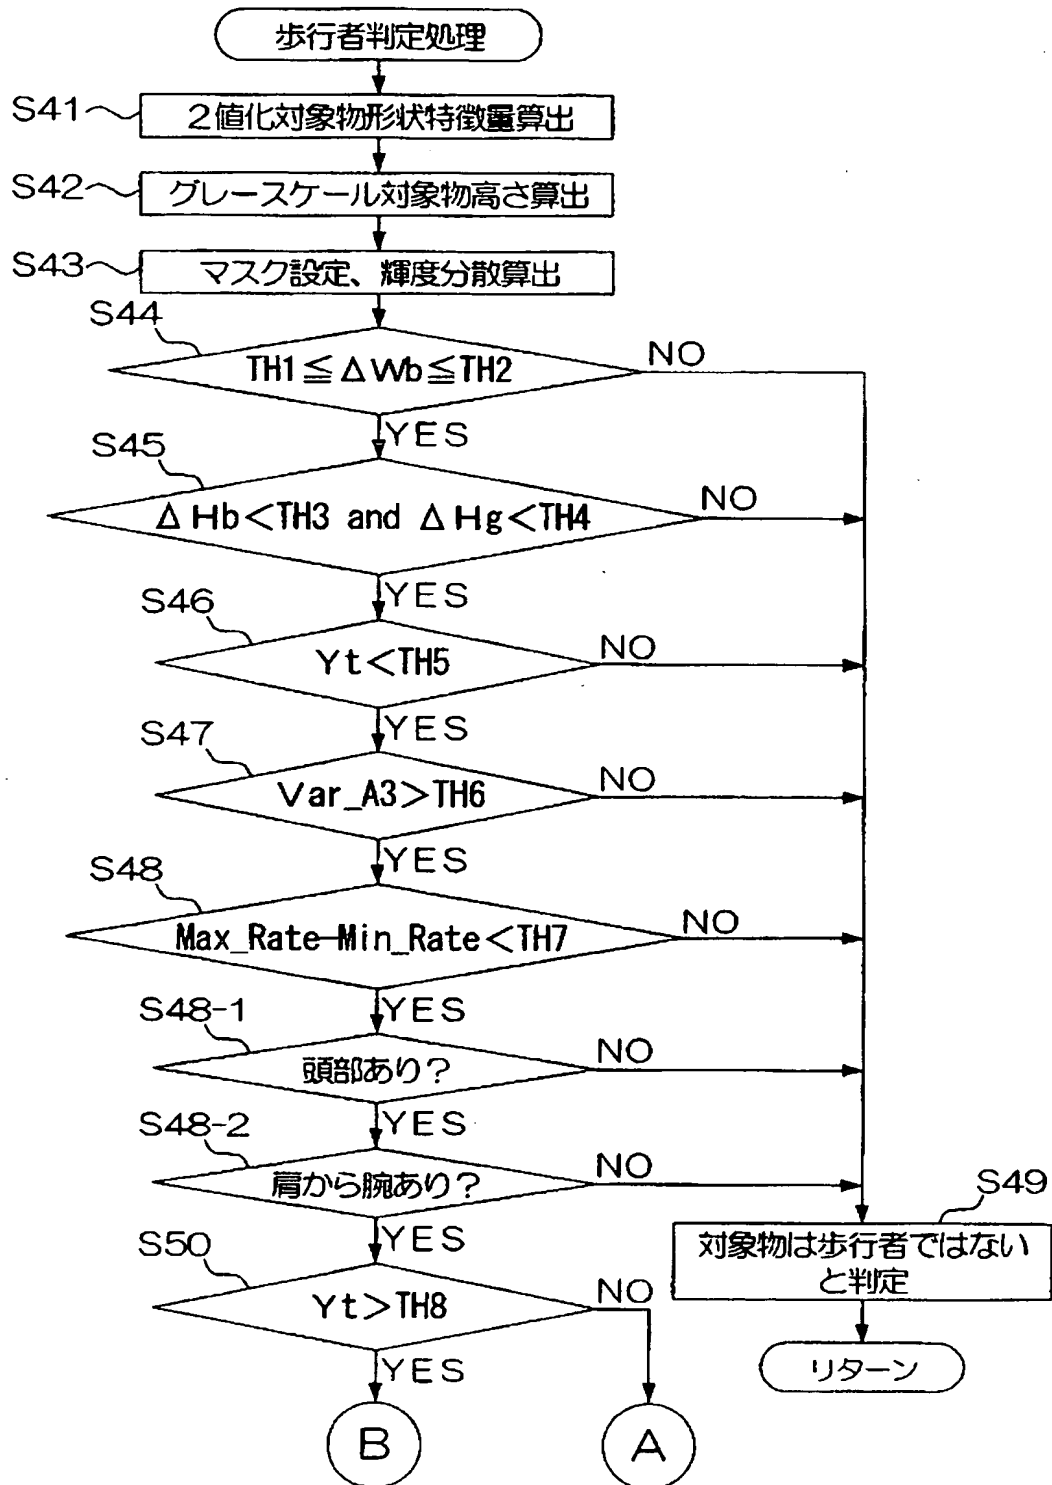 歩行者判定処理
S41
2値化対象物形状特徴量算出
S42
グレースケール対象物高さ算出
S43
マスク設定、輝度分散算出
S44
TH1≦ΔWb≦TH2
NO
YES
S45
ΔHb<TH3 and ΔHg<TH4
NO
YES
S46
Yt<TH5
NO
YES
S47
Var_A3>TH6
NO
YES
S48
Max_Rate-Min_Rate<TH7
NO
YES
S48-1
頭部あり?
NO
YES
S48-2
肩から腕あり?
NO
YES
S49
対象物は歩行者ではない
と判定
リターン
S50
Yt>TH8
NO
YES
B
A